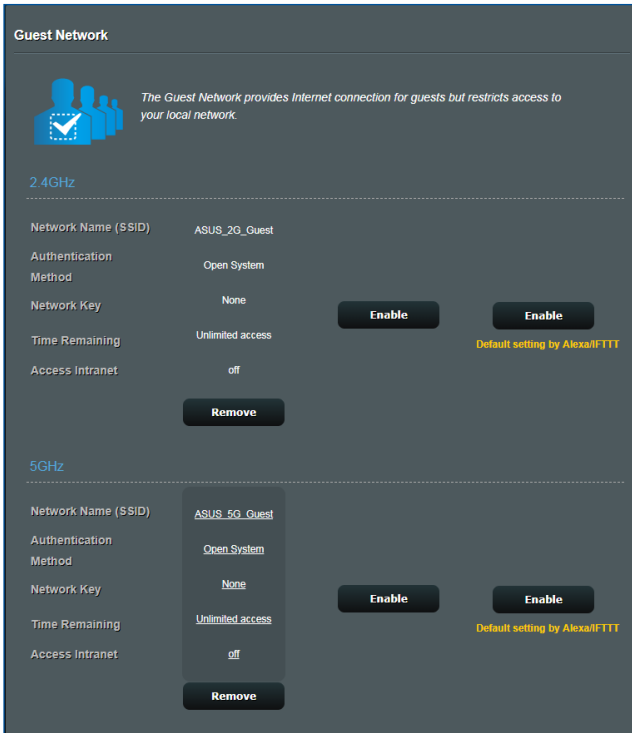 Guest Network
The Guest Network provides Internet connection for guests but restricts access to
your local network.
2.4GHz
Network Name (SSID)
ASUS_2G_Guest
Authentication
Method
Open System
Network Key
None
Enable
Enable
Time Remaining
Unlimited access
Default setting by Alexa/IFTTT
Access Intranet
off
Remove
5GHz
Network Name (SSID)
ASUS_5G_Guest
Authentication
Method
Open System
Network Key
None
Enable
Enable
Time Remaining
Unlimited access
Default setting by Alexa/IFTTT
Access Intranet
off
Remove